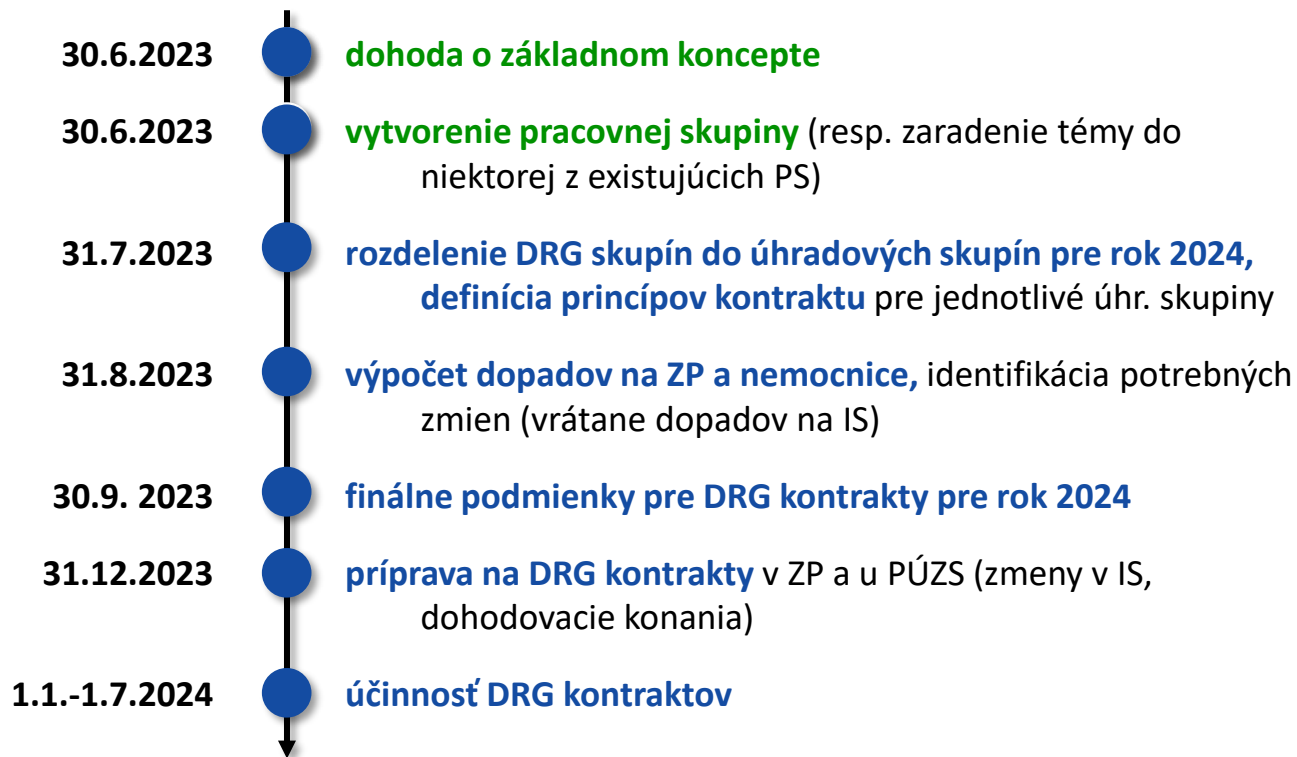 30.6.2023 dohoda o základnom koncepte
30.6.2023 vytvorenie pracovnej skupiny (resp. zaradenie témy do
niektorej z existujúcich PS)
31.7.2023 rozdelenie DRG skupín do úhradových skupín pre rok 2024,
definícia princípov kontraktu pre jednotlivé úhr. skupiny
31.8.2023 výpočet dopadov na ZP a nemocnice, identifikácia potrebných
zmien (vrátane dopadov na IS)
30.9. 2023 finálne podmienky pre DRG kontrakty pre rok 2024
31.12.2023 príprava na DRG kontrakty v ZP a u PÚZS (zmeny v IS,
dohodovacie konania)
1.1.-1.7.2024 účinnosť DRG kontraktov